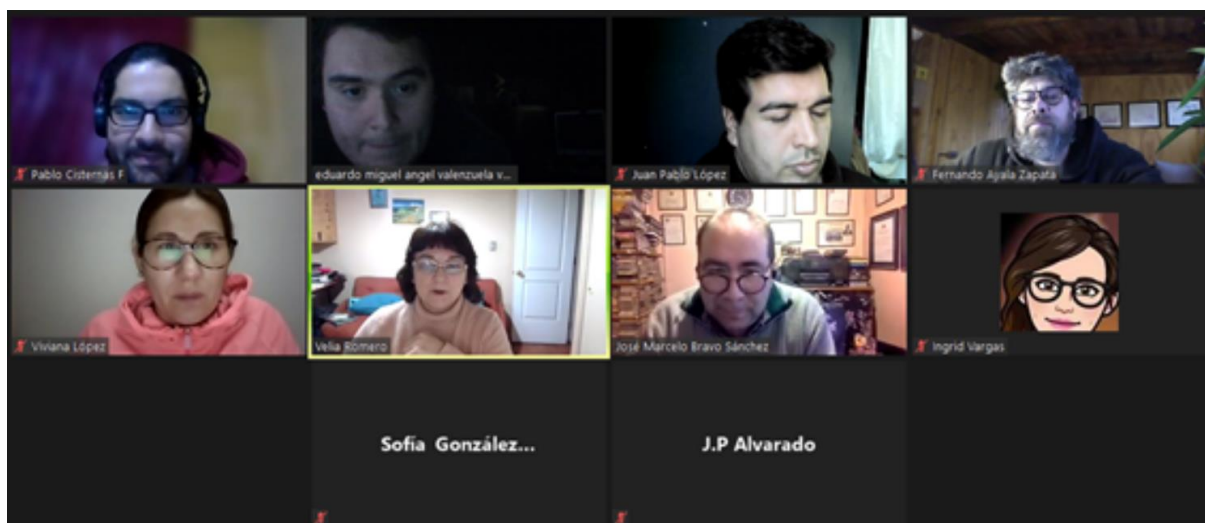 Pablo Cisternas F
eduardo miguel angel valenzuela v...
Juan Pablo López
Fernando Ayala Zapata
Viviana López
Velia Romero
José Marcelo Bravo Sánchez
Ingrid Vargas
Sofía González...
J.P Alvarado